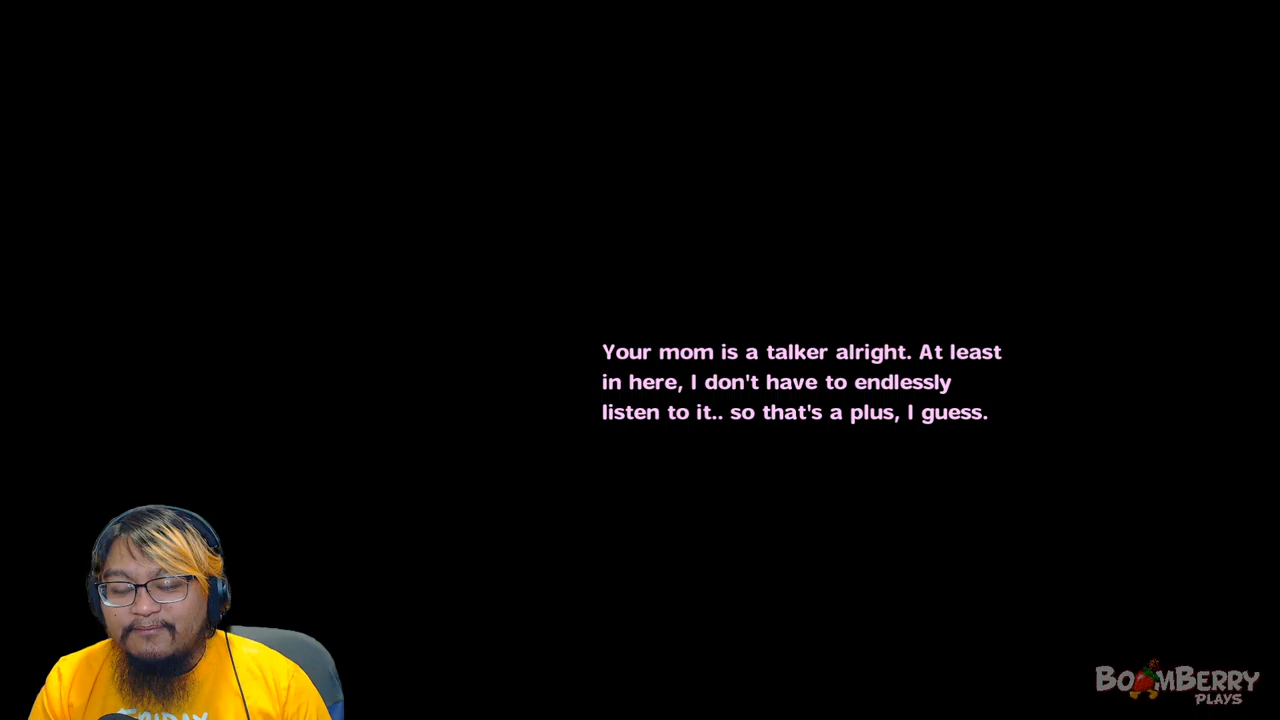 Your mom is a talker alright. At least
in here, I don't have to endlessly
listen to it.. so that's a plus, I guess.
FRIDAY
BOOMBERRY
PLAYS